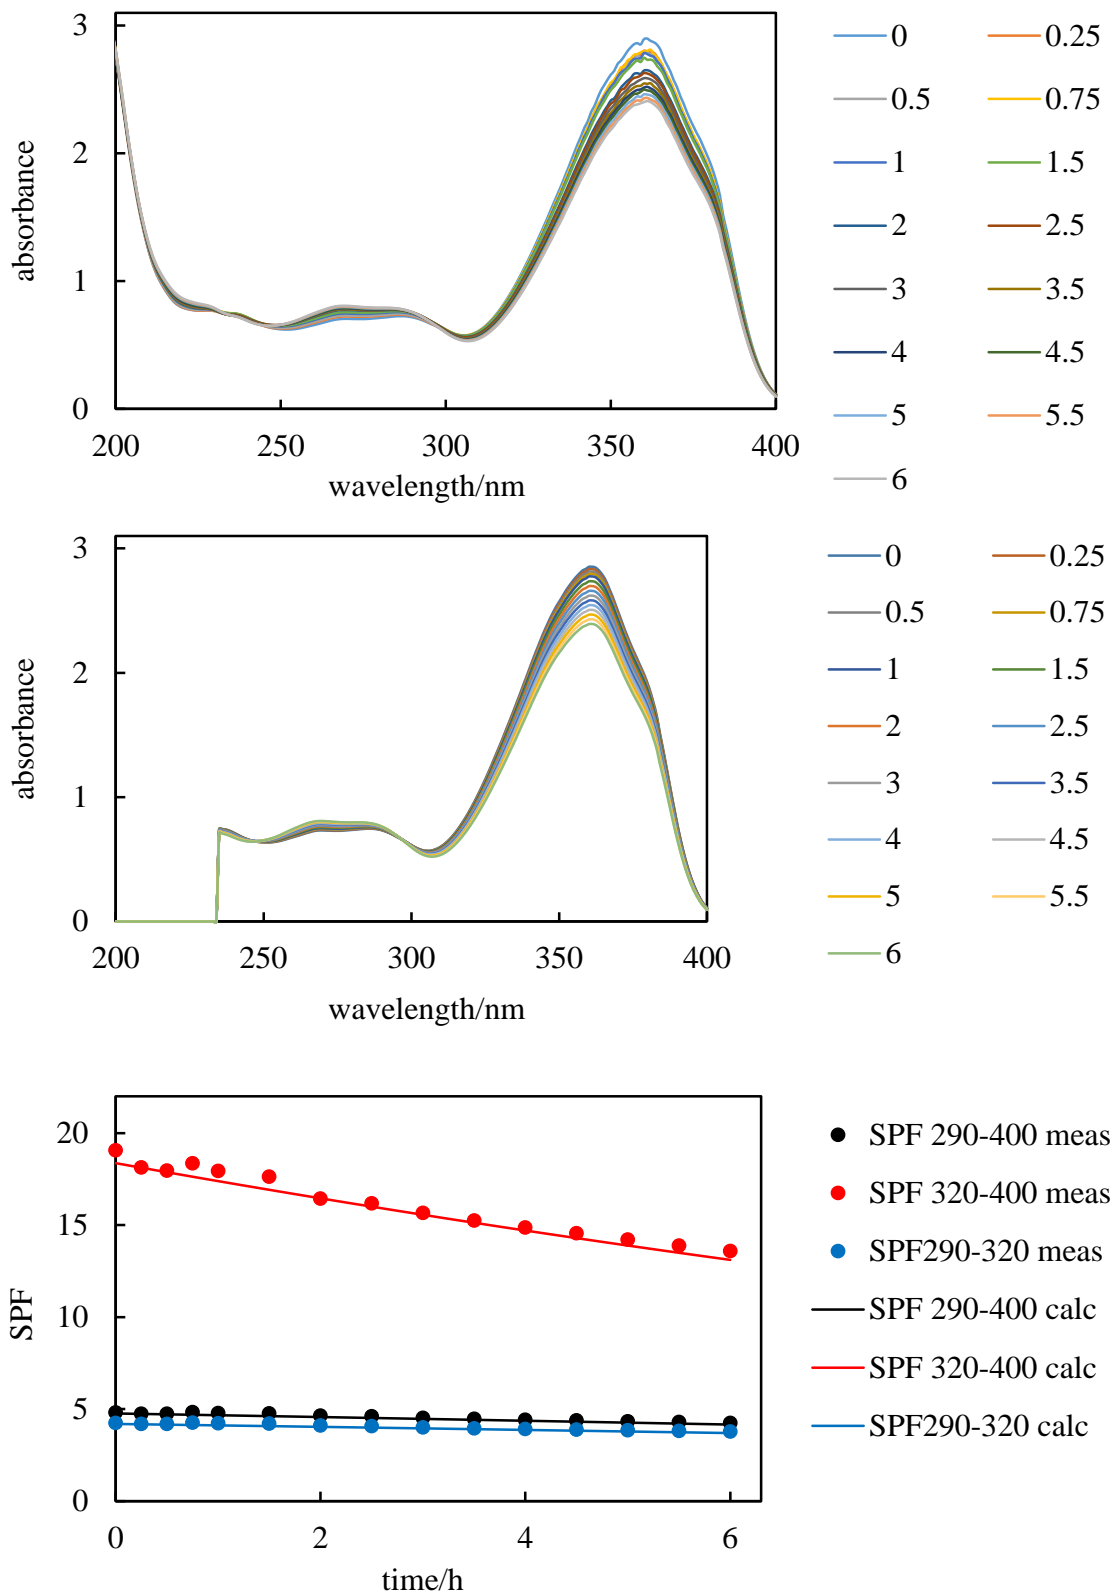 3
2
1
0
absorbance
200 250 300 350 400
wavelength/nm
0 0.25
0.5 0.75
1 1.5
2 2.5
3 3.5
4 4.5
5 5.5
6
3
2
1
0
absorbance
200 250 300 350 400
wavelength/nm
0 0.25
0.5 0.75
1 1.5
2 2.5
3 3.5
4 4.5
5 5.5
6
20
15
10
5
0
SPF
0 2 4 6
time/h
SPF 290-400 meas
SPF 320-400 meas
SPF290-320 meas
SPF 290-400 calc
SPF 320-400 calc
SPF290-320 calc